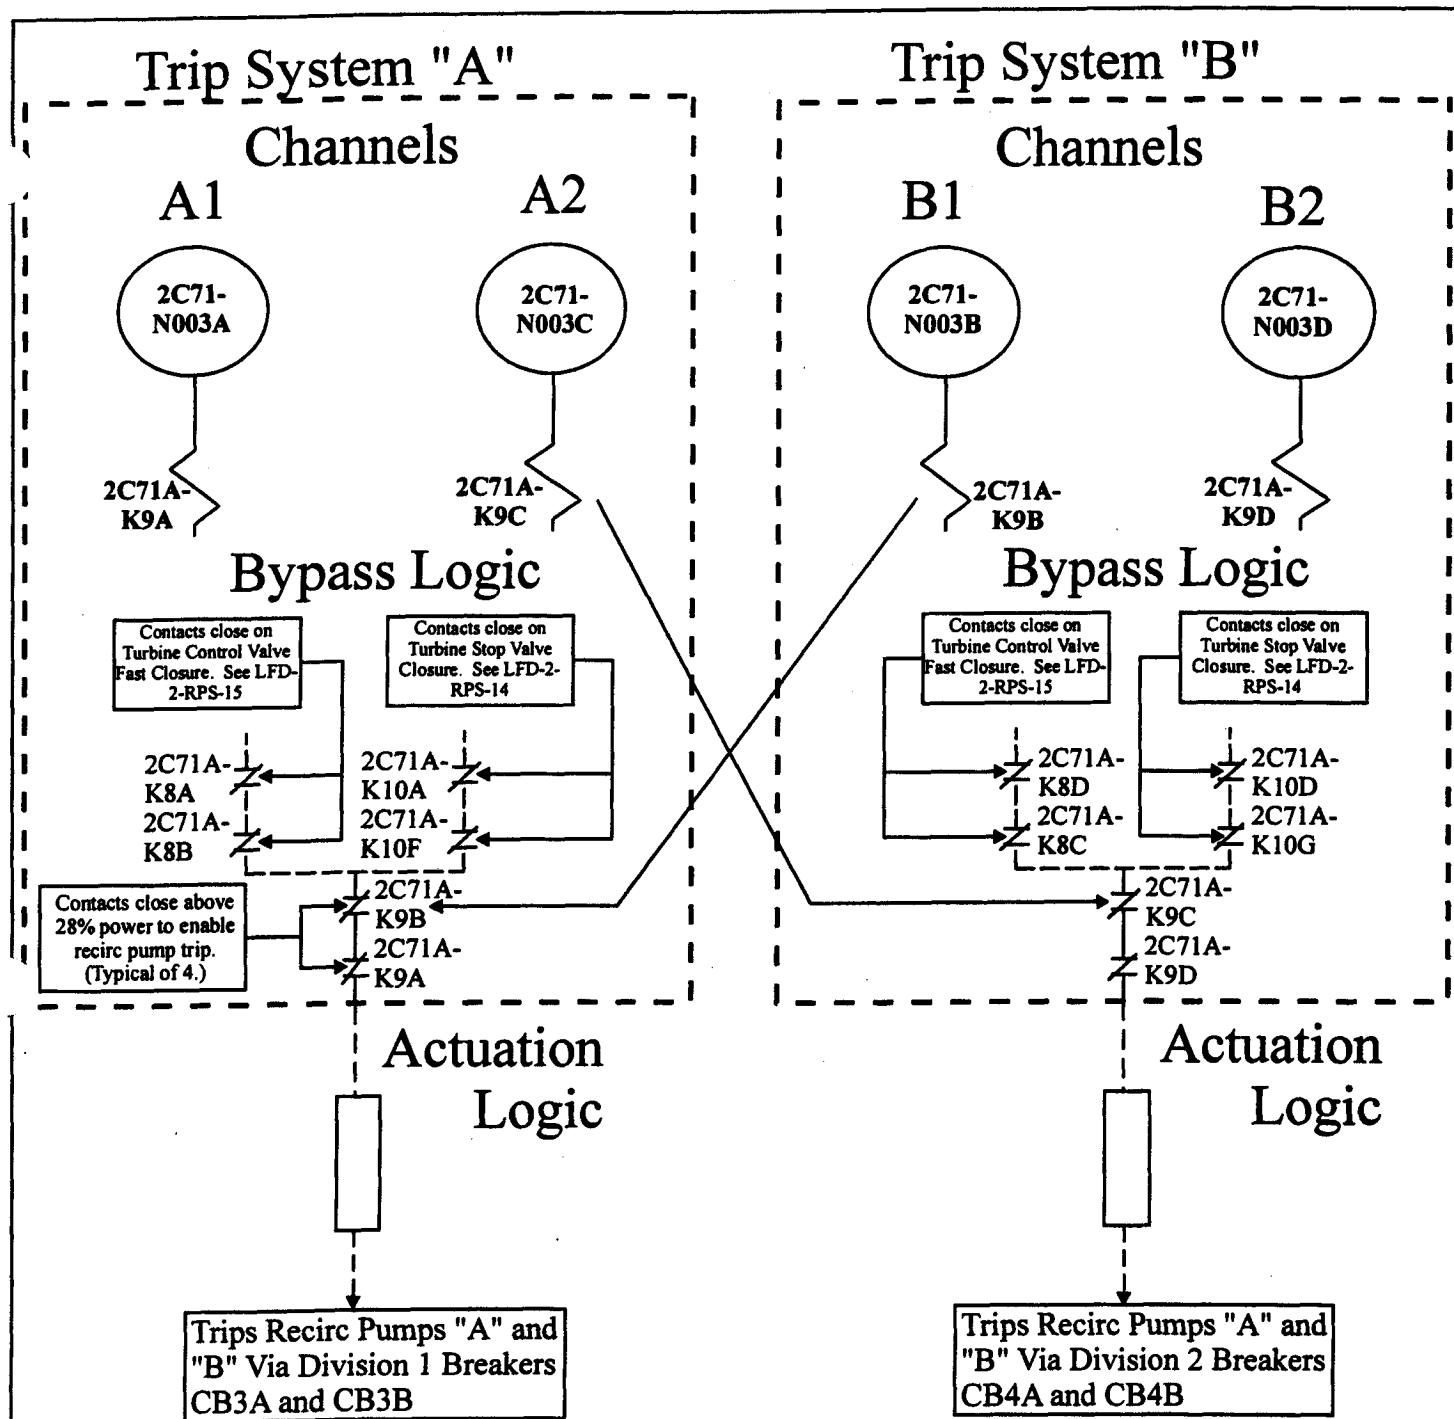 Trip System "A"
Trip System "B"
Channels
A1
A2
2C71-
N003A
2C71-
N003C
2C71A-
K9A
2C71A-
K9C
Bypass Logic
Contacts close on
Turbine Control Valve
Fast Closure. See LFD-
2-RPS-15
Contacts close on
Turbine Stop Valve
Closure. See LFD-2-
RPS-14
2C71A-
K8A
2C71A-
K10A
2C71A-
K8B
2C71A-
K10F
Contacts close above
28% power to enable
recirc pump trip.
(Typical of 4.)
2C71A-
K9B
2C71A-
K9A
Actuation
Logic
Trips Recirc Pumps "A" and
"B" Via Division 1 Breakers
CB3A and CB3B
Channels
B1
B2
2C71-
N003B
2C71-
N003D
2C71A-
K9B
2C71A-
K9D
Bypass Logic
Contacts close on
Turbine Control Valve
Fast Closure. See LFD-
2-RPS-15
Contacts close on
Turbine Stop Valve
Closure. See LFD-2-
RPS-14
2C71A-
K8D
2C71A-
K10D
2C71A-
K8C
2C71A-
K10G
2C71A-
K9C
2C71A-
K9D
Actuation
Logic
Trips Recirc Pumps "A" and
"B" Via Division 2 Breakers
CB4A and CB4B